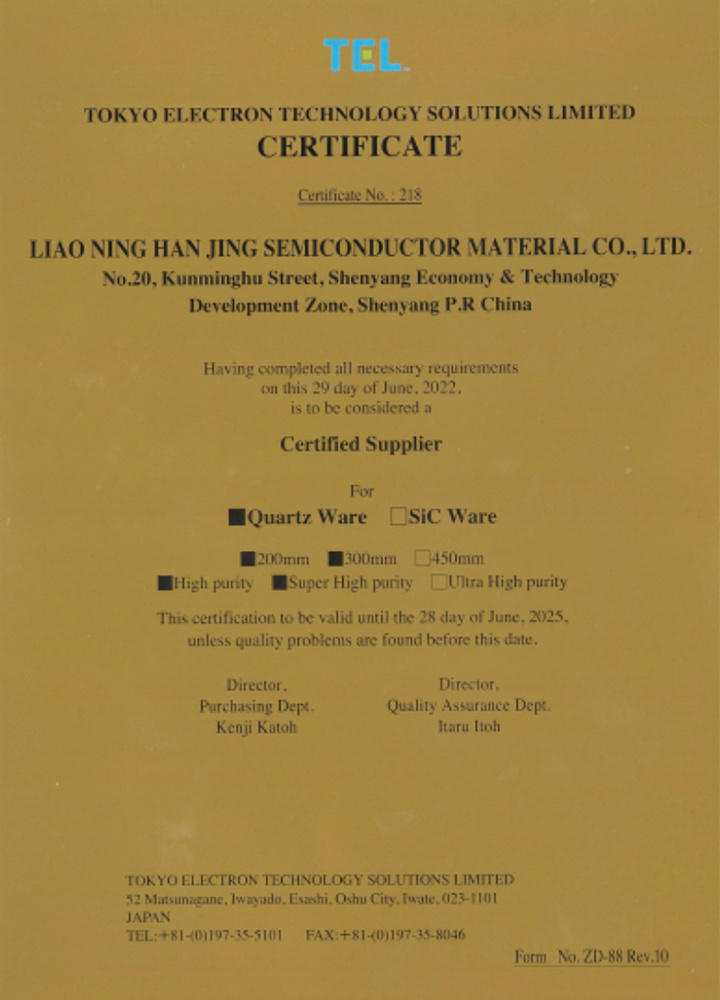 TEL
TOKYO ELECTRON TECHNOLOGY SOLUTIONS LIMITED
CERTIFICATE
Certificate No. : 218
LIAO NING HAN JING SEMICONDUCTOR MATERIAL CO., LTD.
No.20, Kunminghu Street, Shenyang Economy & Technology
Development Zone, Shenyang P.R China
Having completed all necessary requirements
on this 29 day of June, 2022,
is to be considered a
Certified Supplier
For
■Quartz Ware □SiC Ware
■200mm ■300mm □450mm
■High purity ■Super High purity □Ultra High purity
This certification to be valid until the 28 day of June, 2025,
unless quality problems are found before this date.
Director, Director,
Purchasing Dept. Quality Assurance Dept.
Kenji Katoh Itaru Itoh
TOKYO ELECTRON TECHNOLOGY SOLUTIONS LIMITED
52 Matsunagane, Iwayado, Esashi, Oshu City, Iwate, 023-1101
JAPAN
TEL:+81-(0)197-35-5101 FAX:+81-(0)197-35-8046
Form No. ZD-88 Rev.10